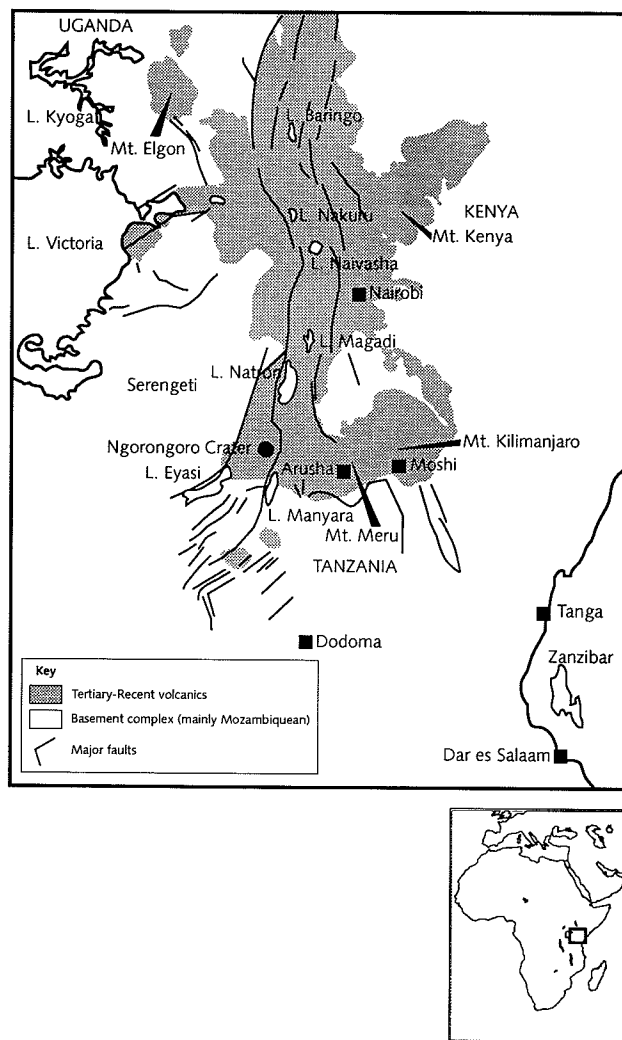 UGANDA
L. Baringo
L. Kyoga
Mt. Elgon
L. Nakuru
KENYA
Mt. Kenya
L. Victoria
L. Naivasha
Nairobi
L. Magadi
L. Natron
Serengeti
Mt. Kilimanjaro
Ngorongoro Crater
L. Eyasi
Arusha
Moshi
L. Manyara
Mt. Meru
TANZANIA
Tanga
Dodoma
Zanzibar
Key
Tertiary-Recent volcanics
Basement complex (mainly Mozambiquean)
Major faults
Dar es Salaam